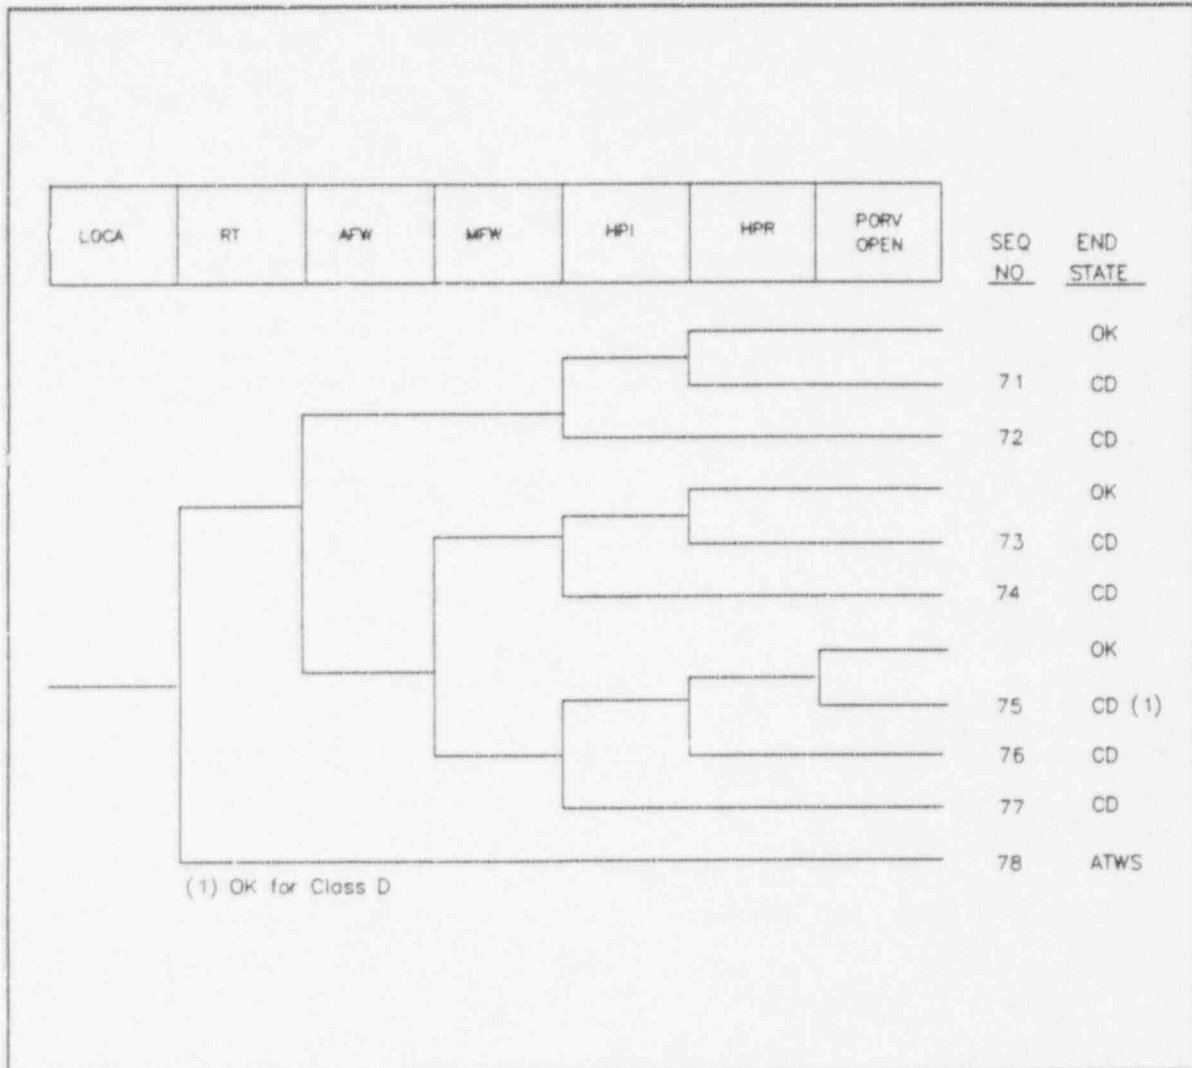 LOCA RT AFW MFW HPI HPR PORV OPEN
SEQ NO END STATE
OK
71 CD
72 CD
OK
73 CD
74 CD
OK
75 CD (1)
76 CD
77 CD
78 ATWS
(1) OK for Class D